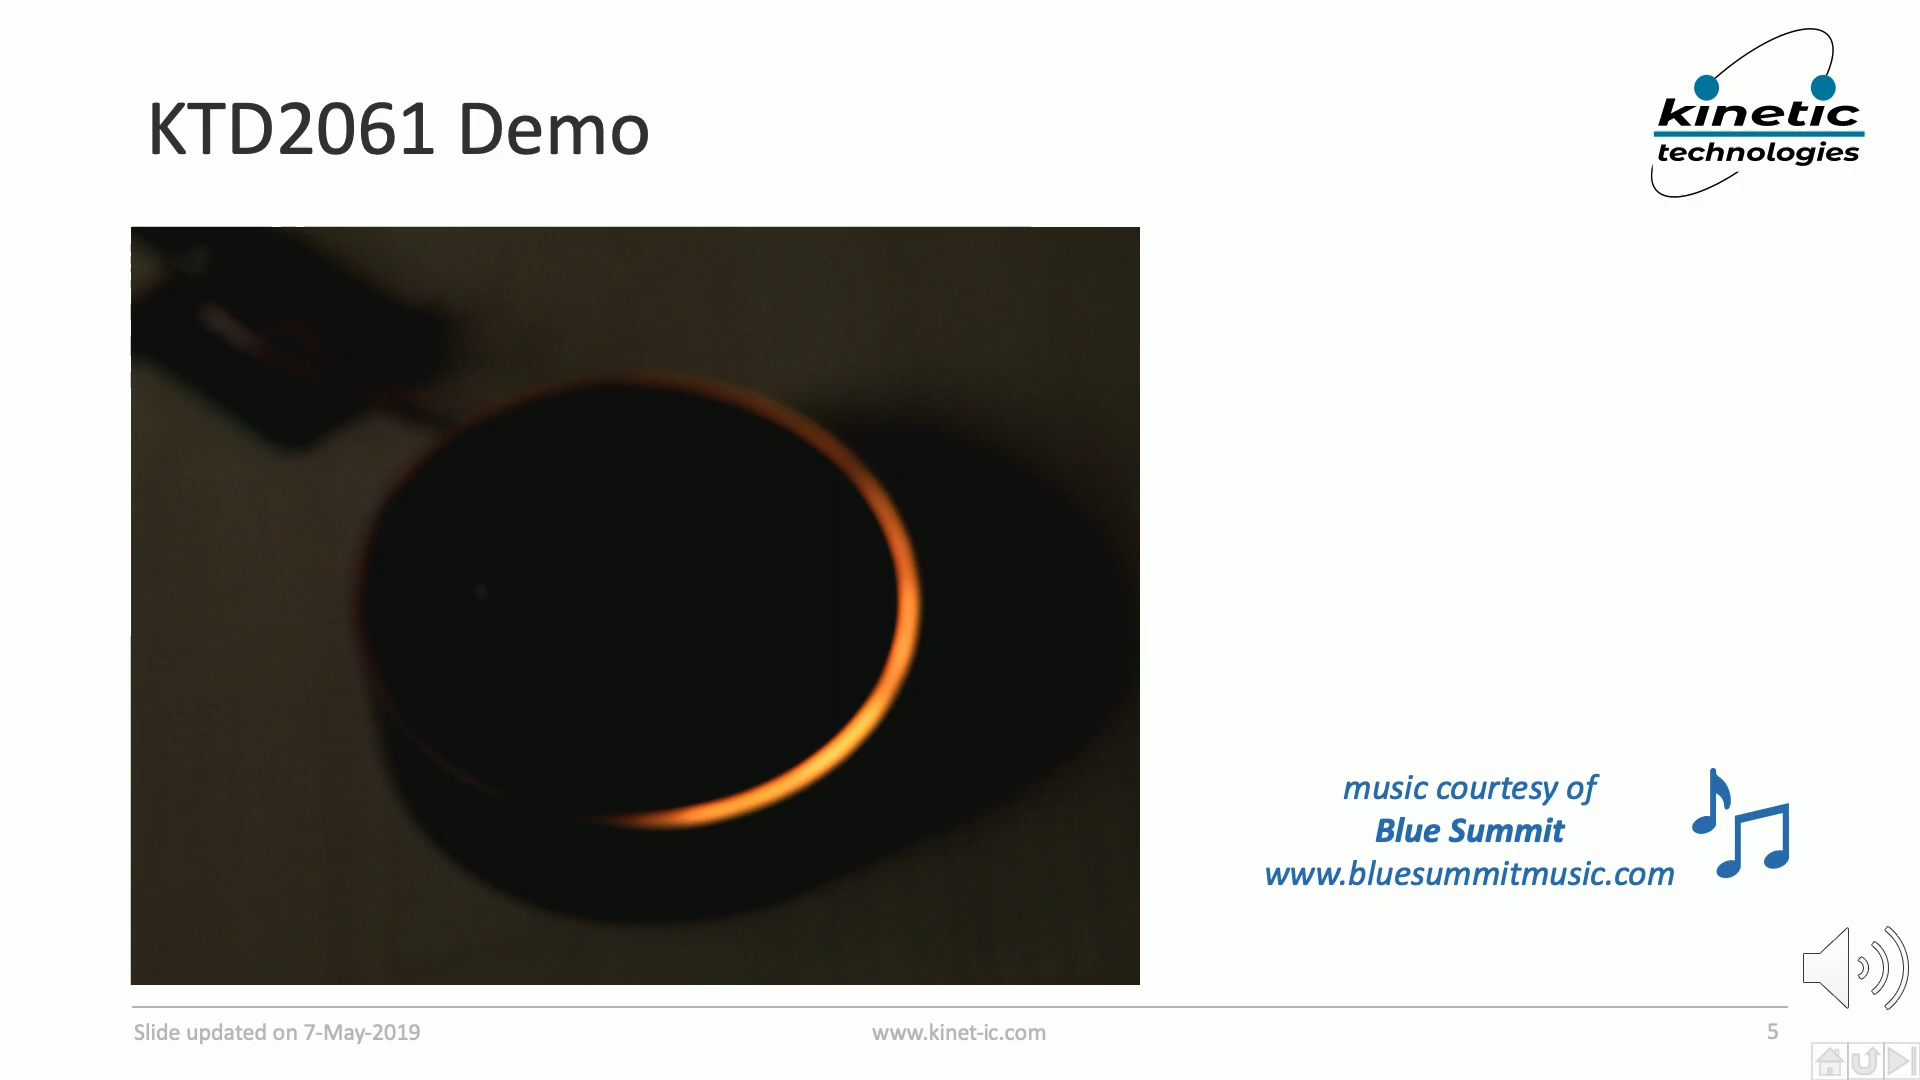 KTD2061 Demo
kinetic
technologies
music courtesy of
Blue Summit
www.bluesummitmusic.com
Slide updated on 7-May-2019
www.kinet-ic.com
5